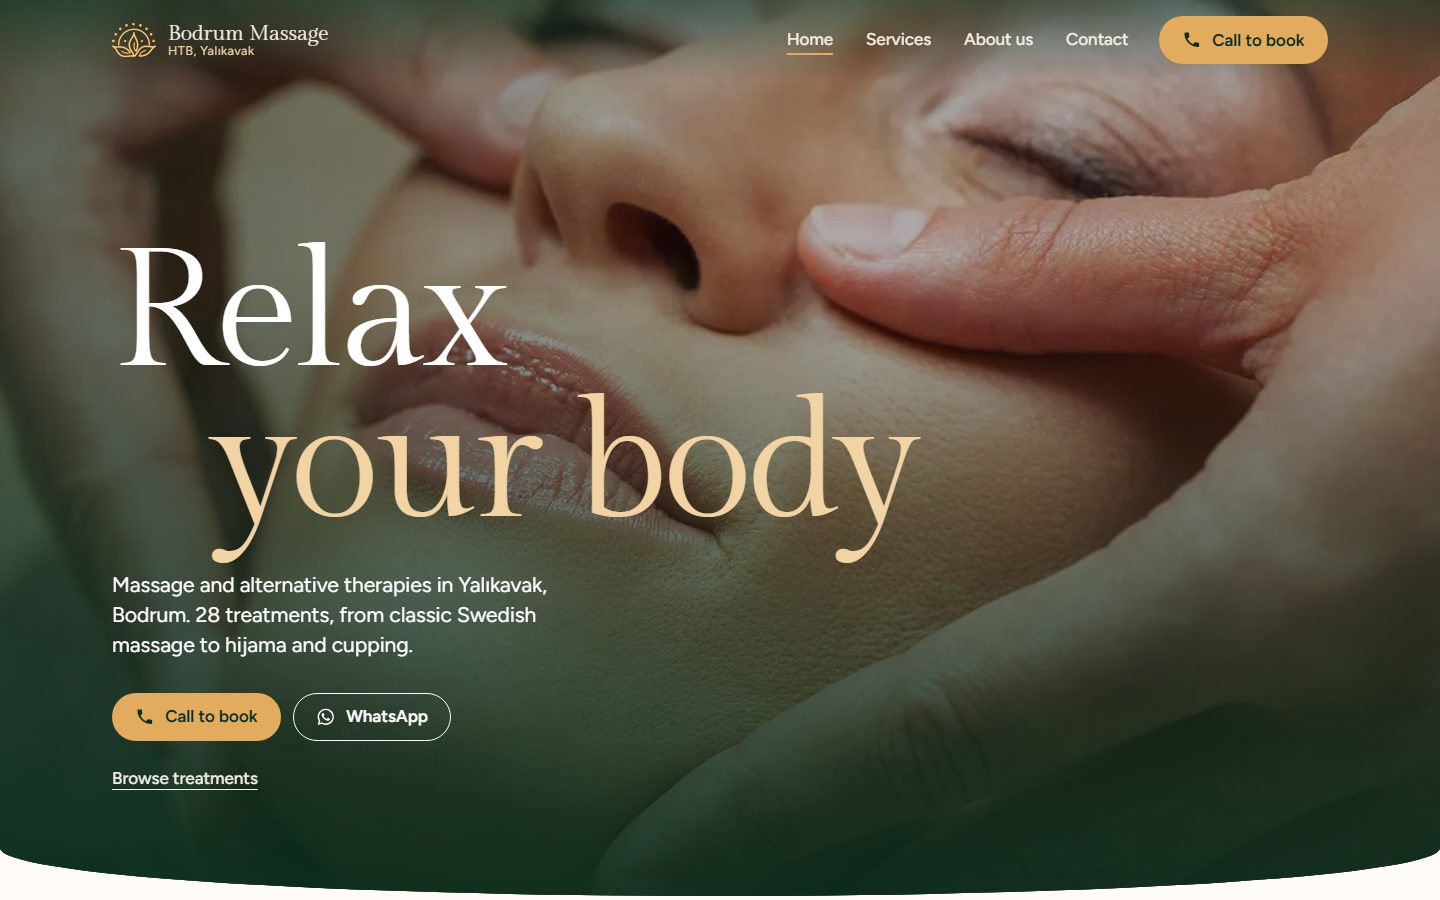 Bodrum Massage
HTB, Yalıkavak
Home
Services
About us
Contact
Call to book
Relax
your body
Massage and alternative therapies in Yalıkavak,
Bodrum. 28 treatments, from classic Swedish
massage to hijama and cupping.
Call to book
WhatsApp
Browse treatments